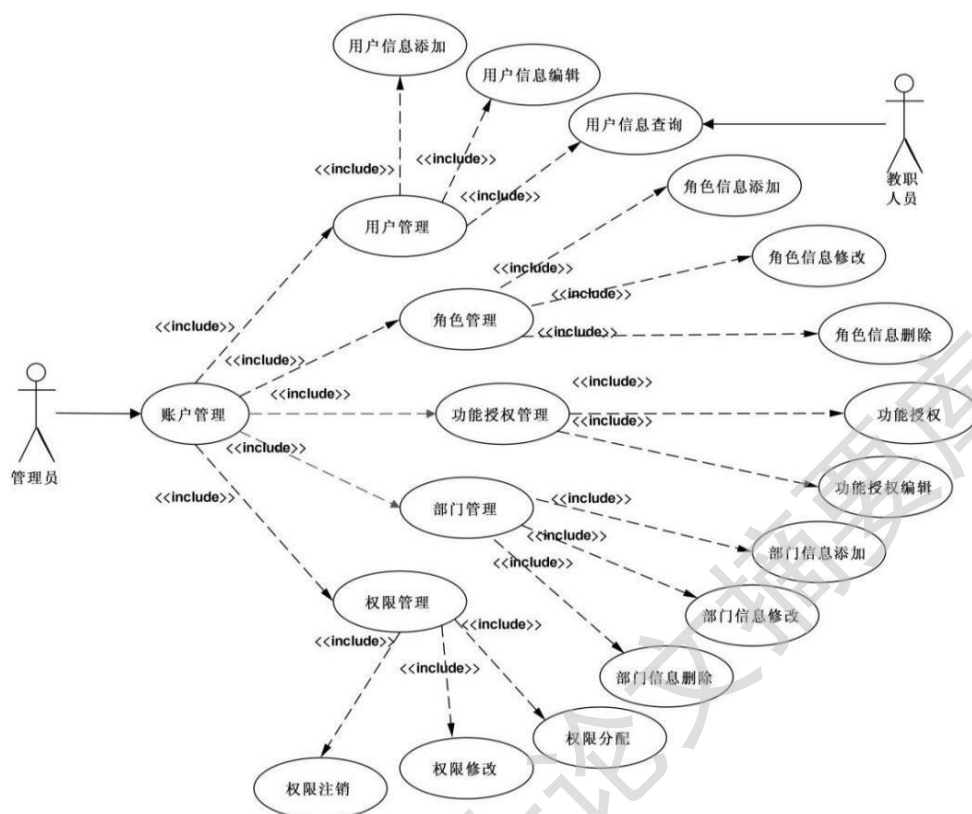 用户信息添加
用户信息编辑
用户信息查询
<<include>>
<<include>>
<<include>>
教职
人员
角色信息添加
用户管理
角色信息修改
<<include>>
<<include>>
<<include>>
角色管理
<<include>>
角色信息删除
<<include>>
<<include>>
<<include>>
账户管理
功能授权管理
功能授权
<<include>>
<<include>>
管理员
<<include>>
功能授权编辑
<<include>>
部门管理
<<include>>
部门信息添加
<<include>>
权限管理
部门信息修改
<<include>>
<<include>>
<<include>>
部门信息删除
权限分配
权限修改
权限注销
论文摘要库